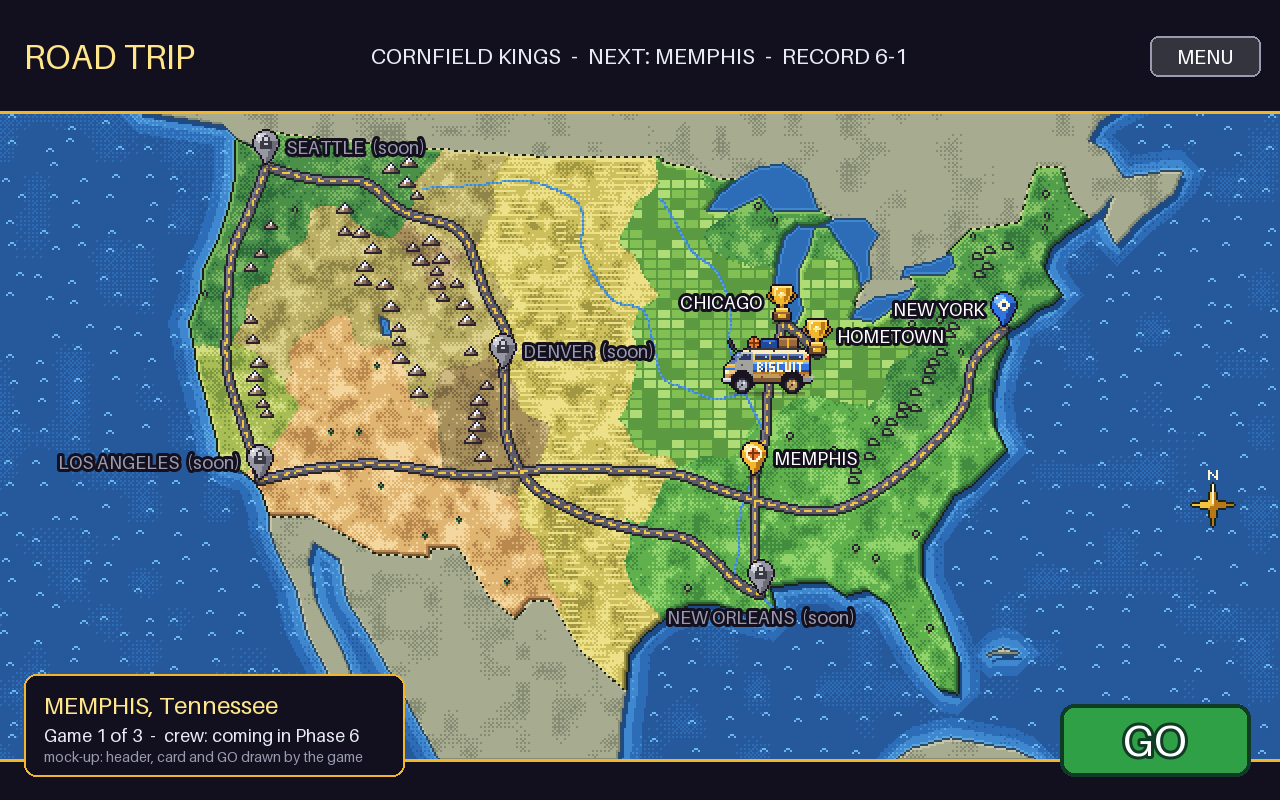 ROAD TRIP
CORNFIELD KINGS - NEXT: MEMPHIS - RECORD 6-1
MENU
SEATTLE (soon)
CHICAGO
NEW YORK
HOMETOWN
DENVER (soon)
BISCUIT
LOS ANGELES (soon)
MEMPHIS
N
NEW ORLEANS (soon)
MEMPHIS, Tennessee
Game 1 of 3 - crew: coming in Phase 6
mock-up: header, card and GO drawn by the game
GO